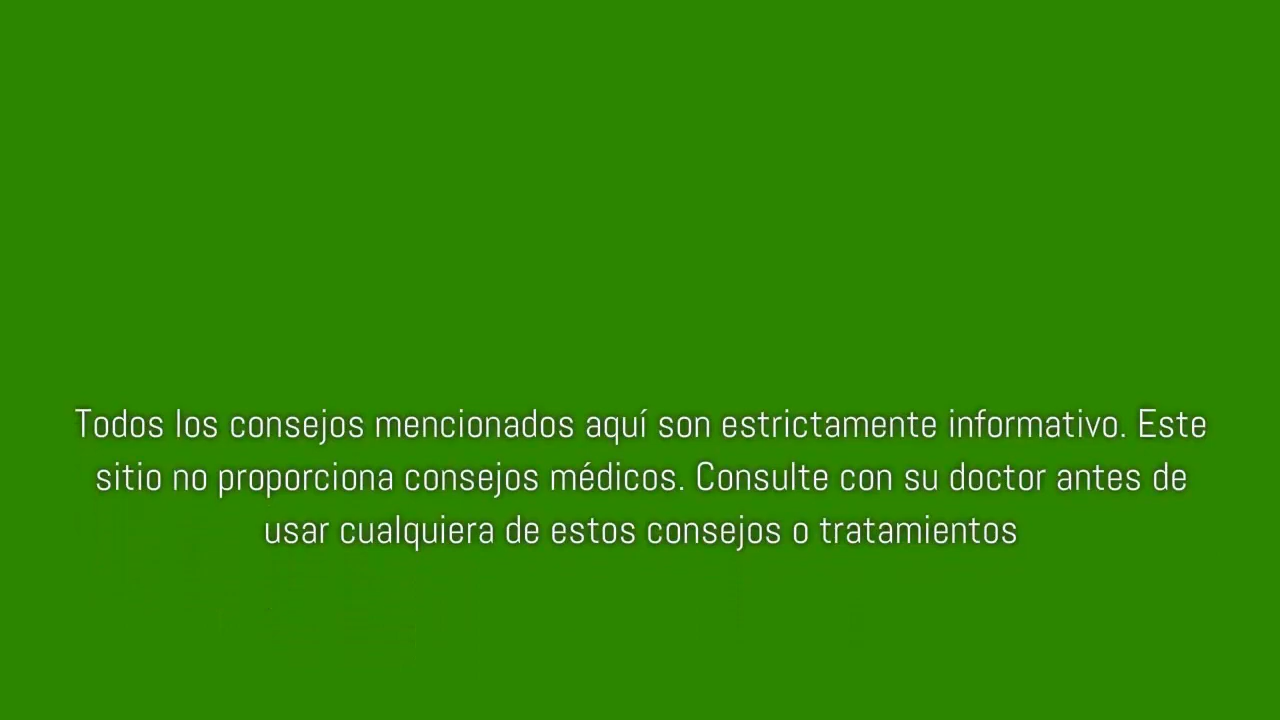 Todos los consejos mencionados aquí son estrictamente informativo. Este
sitio no proporciona consejos médicos. Consulte con su doctor antes de
usar cualquiera de estos consejos o tratamientos